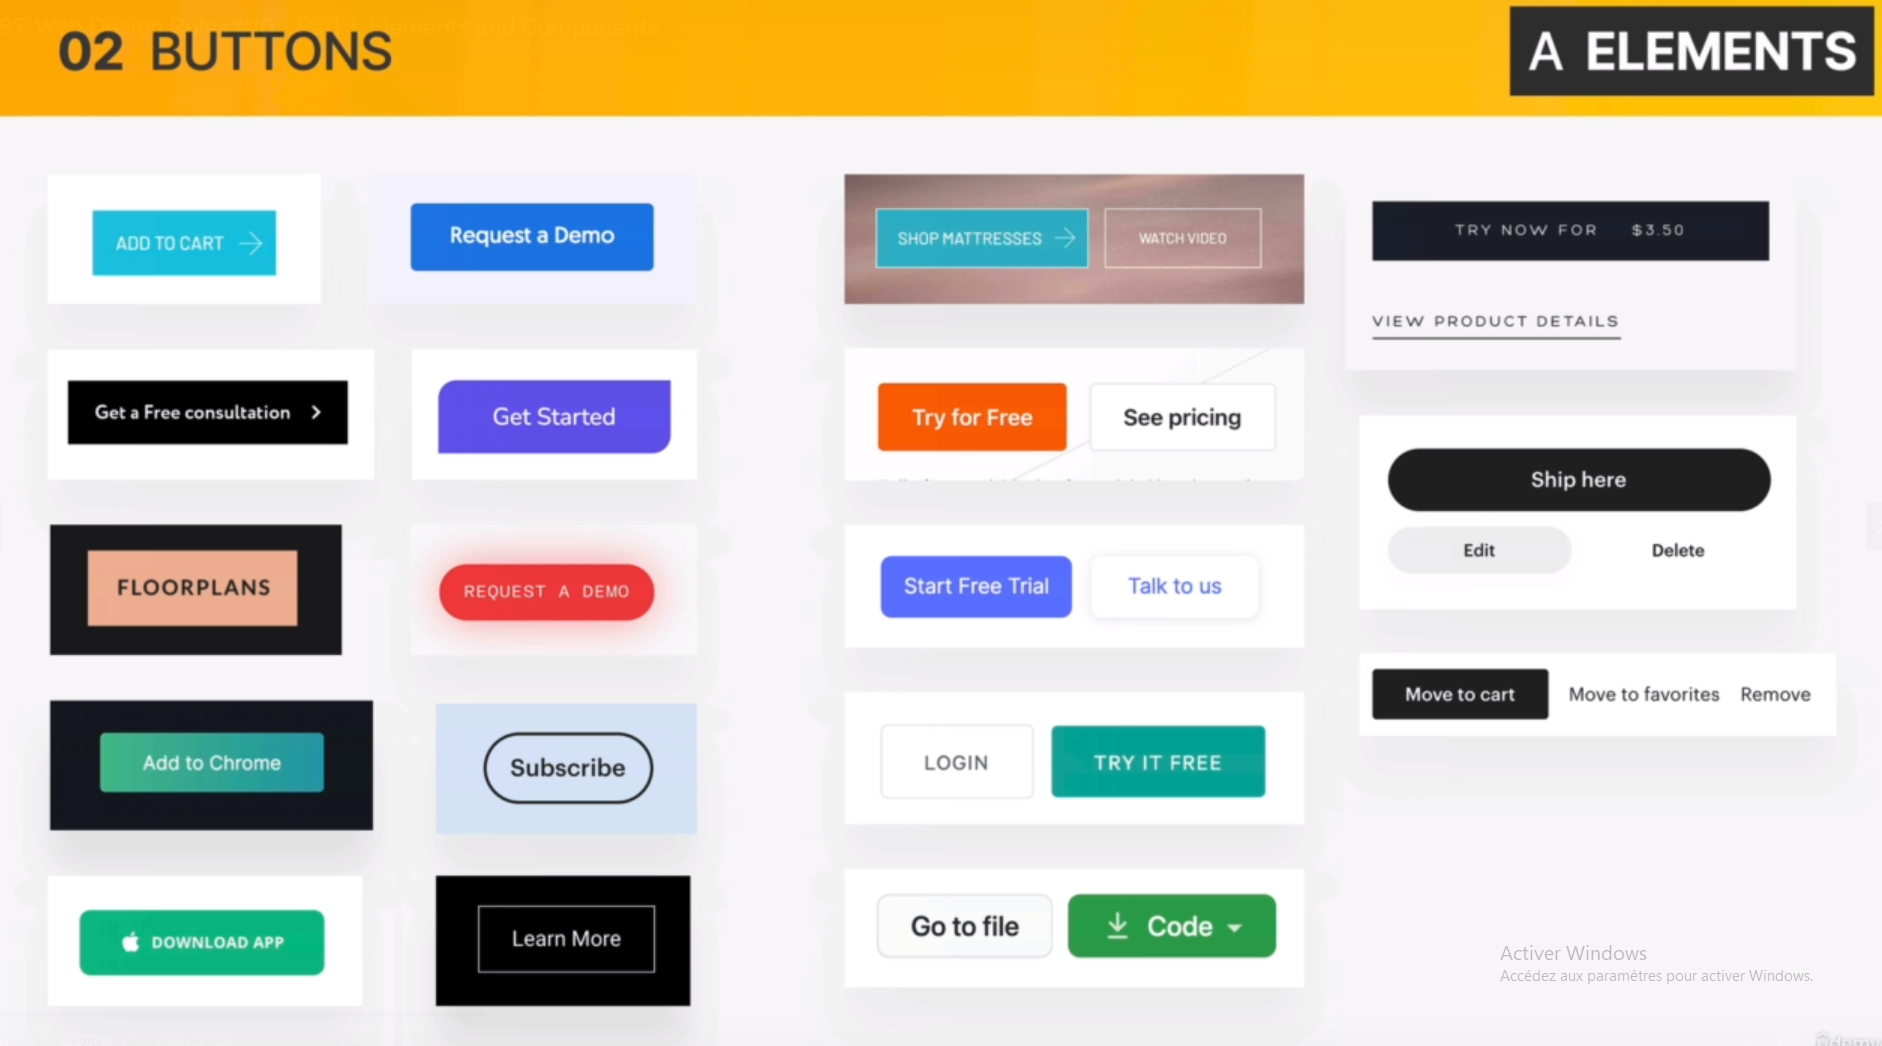 02 BUTTONS
A ELEMENTS
ADD TO CART
Request a Demo
Get a Free consultation
Get Started
FLOORPLANS
REQUEST A DEMO
Add to Chrome
Subscribe
DOWNLOAD APP
Learn More
SHOP MATTRESSES
WATCH VIDEO
Try for Free
See pricing
Start Free Trial
Talk to us
LOGIN
TRY IT FREE
Go to file
Code
TRY NOW FOR $3.50
VIEW PRODUCT DETAILS
Ship here
Edit
Delete
Move to cart
Move to favorites
Remove
Activer Windows
Accédez aux paramètres pour activer Windows.